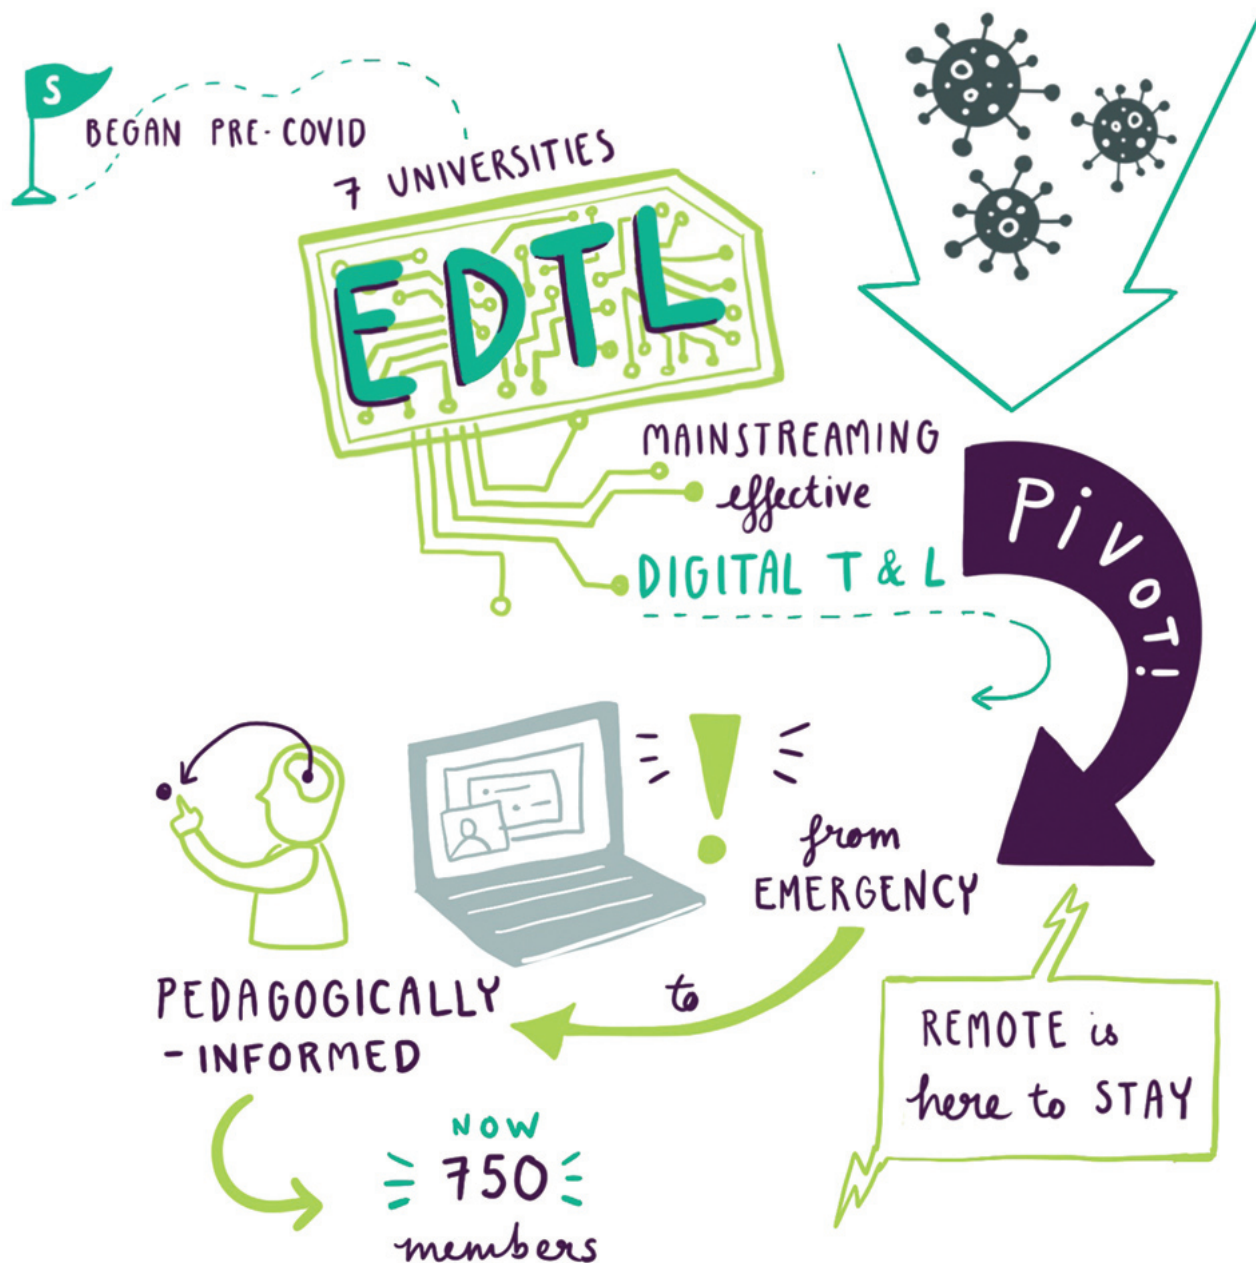 S
BEGAN PRE-COVID
7 UNIVERSITIES
EDTL
MAINSTREAMING
effective
DIGITAL T & L
PiVOT!
from
EMERGENCY
to
PEDAGOGICALLY
- INFORMED
NOW
750
members
REMOTE is
here to STAY